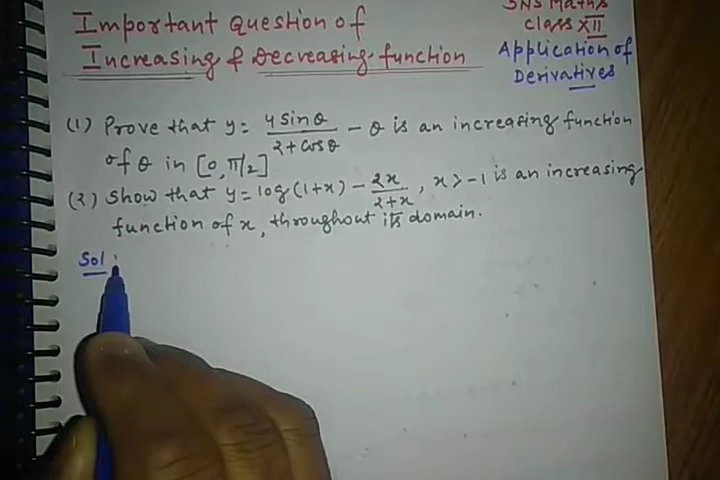 SNS Maths
Important Question of
Class XII
Increasing & Decreasing function
Application of
Derivatives
(1) Prove that y = 4 sinθ / 2 + cosθ - θ is an increasing function
of θ in [0, π/2]
(2) Show that y = log(1+x) - 2x / 2+x , x > -1 is an increasing
function of x, throughout its domain.
Sol :